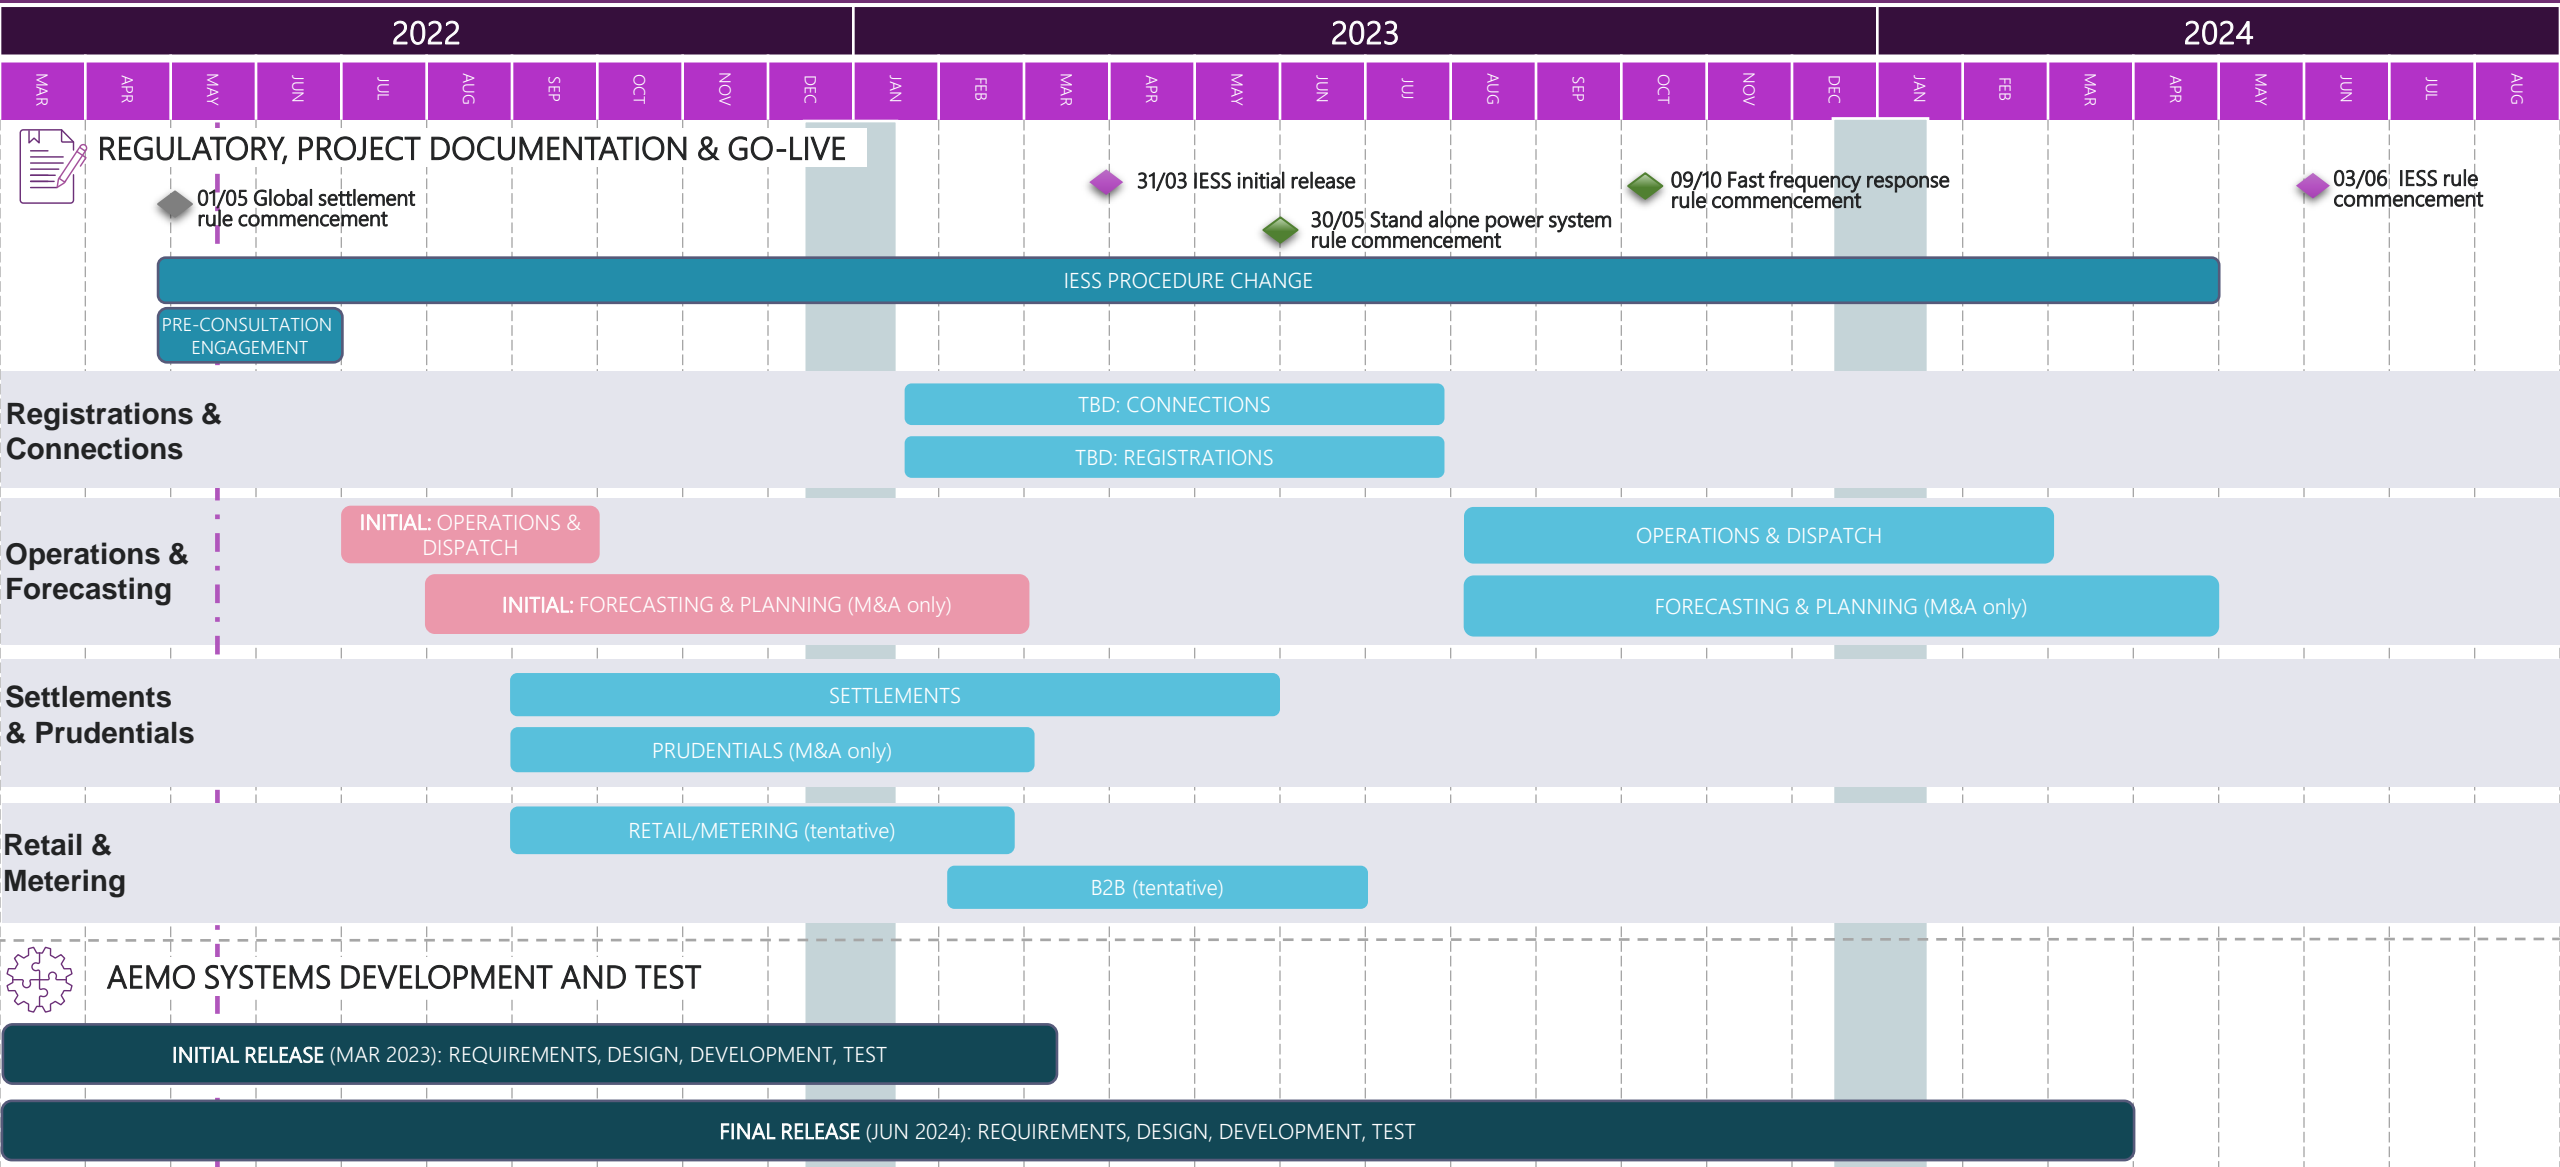 2022 2023 2024
MAR APR MAY JUN JUL AUG SEP OCT NOV DEC JAN FEB MAR APR MAY JUN JUJ AUG SEP OCT NOV DEC JAN FEB MAR APR MAY JUN JUL AUG
REGULATORY, PROJECT DOCUMENTATION & GO-LIVE
01/05 Global settlement
rule commencement
31/03 IESS initial release
30/05 Stand alone power system
rule commencement
09/10 Fast frequency response
rule commencement
03/06 IESS rule
commencement
IESS PROCEDURE CHANGE
PRE-CONSULTATION
ENGAGEMENT
Registrations &
Connections
TBD: CONNECTIONS
TBD: REGISTRATIONS
Operations &
Forecasting
INITIAL: OPERATIONS &
DISPATCH
OPERATIONS & DISPATCH
INITIAL: FORECASTING & PLANNING (M&A only)
FORECASTING & PLANNING (M&A only)
Settlements
& Prudentials
SETTLEMENTS
PRUDENTIALS (M&A only)
Retail &
Metering
RETAIL/METERING (tentative)
B2B (tentative)
AEMO SYSTEMS DEVELOPMENT AND TEST
INITIAL RELEASE (MAR 2023): REQUIREMENTS, DESIGN, DEVELOPMENT, TEST
FINAL RELEASE (JUN 2024): REQUIREMENTS, DESIGN, DEVELOPMENT, TEST